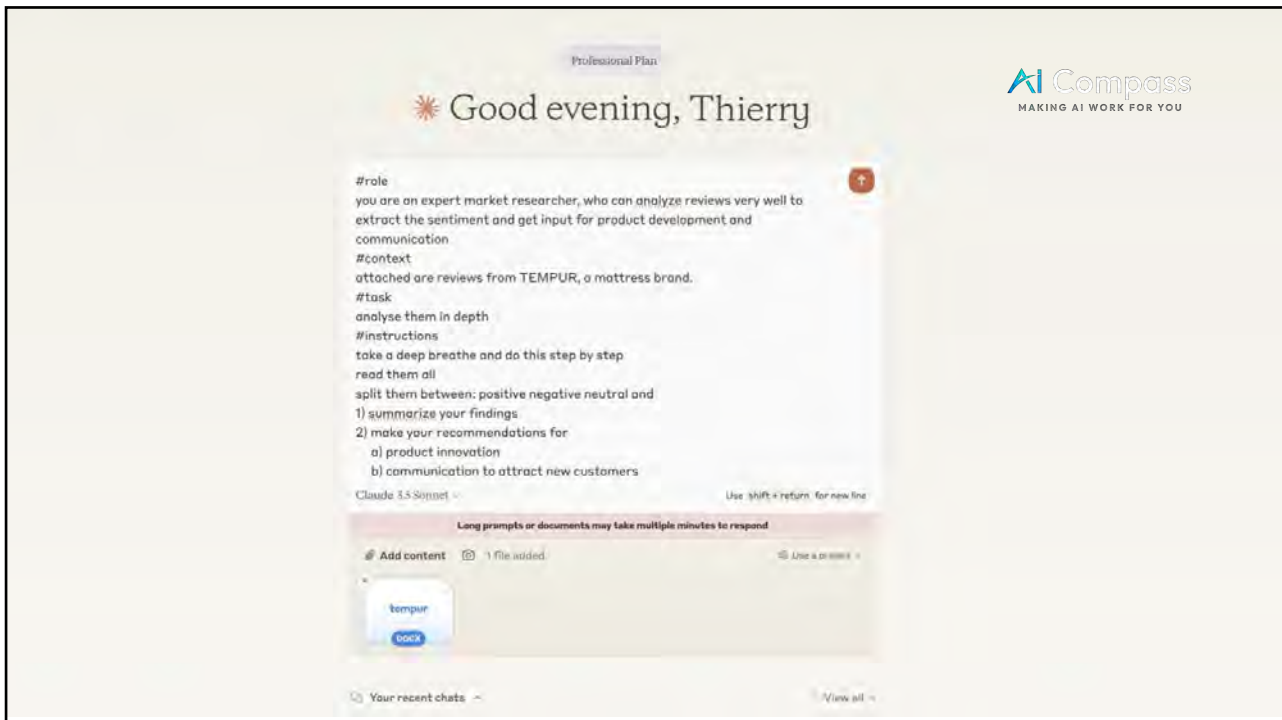 Professional Plan
Good evening, Thierry
AI Compass
MAKING AI WORK FOR YOU
#role
you are an expert market researcher, who can analyze reviews very well to
extract the sentiment and get input for product development and
communication
#context
attached are reviews from TEMPUR, a mattress brand.
#task
analyse them in depth
#instructions
take a deep breathe and do this step by step
read them all
split them between: positive negative neutral and
1) summarize your findings
2) make your recommendations for
a) product innovation
b) communication to attract new customers
Claude 3.5 Sonnet
Use shift + return for new line
Long prompts or documents may take multiple minutes to respond
Add content
1 file added
Use a
tempur
DOCX
Your recent chats
View all